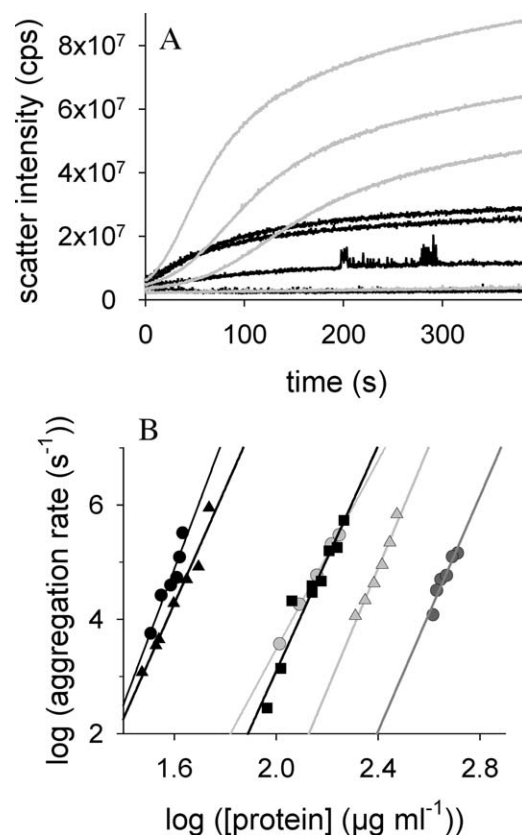 A
scatter intensity (cps)
8x10⁷
6x10⁷
4x10⁷
2x10⁷
0
0 100 200 300
time (s)
B
log (aggregation rate (s⁻¹))
6
4
2
1.6 2.0 2.4 2.8
log ([protein] (µg ml⁻¹))